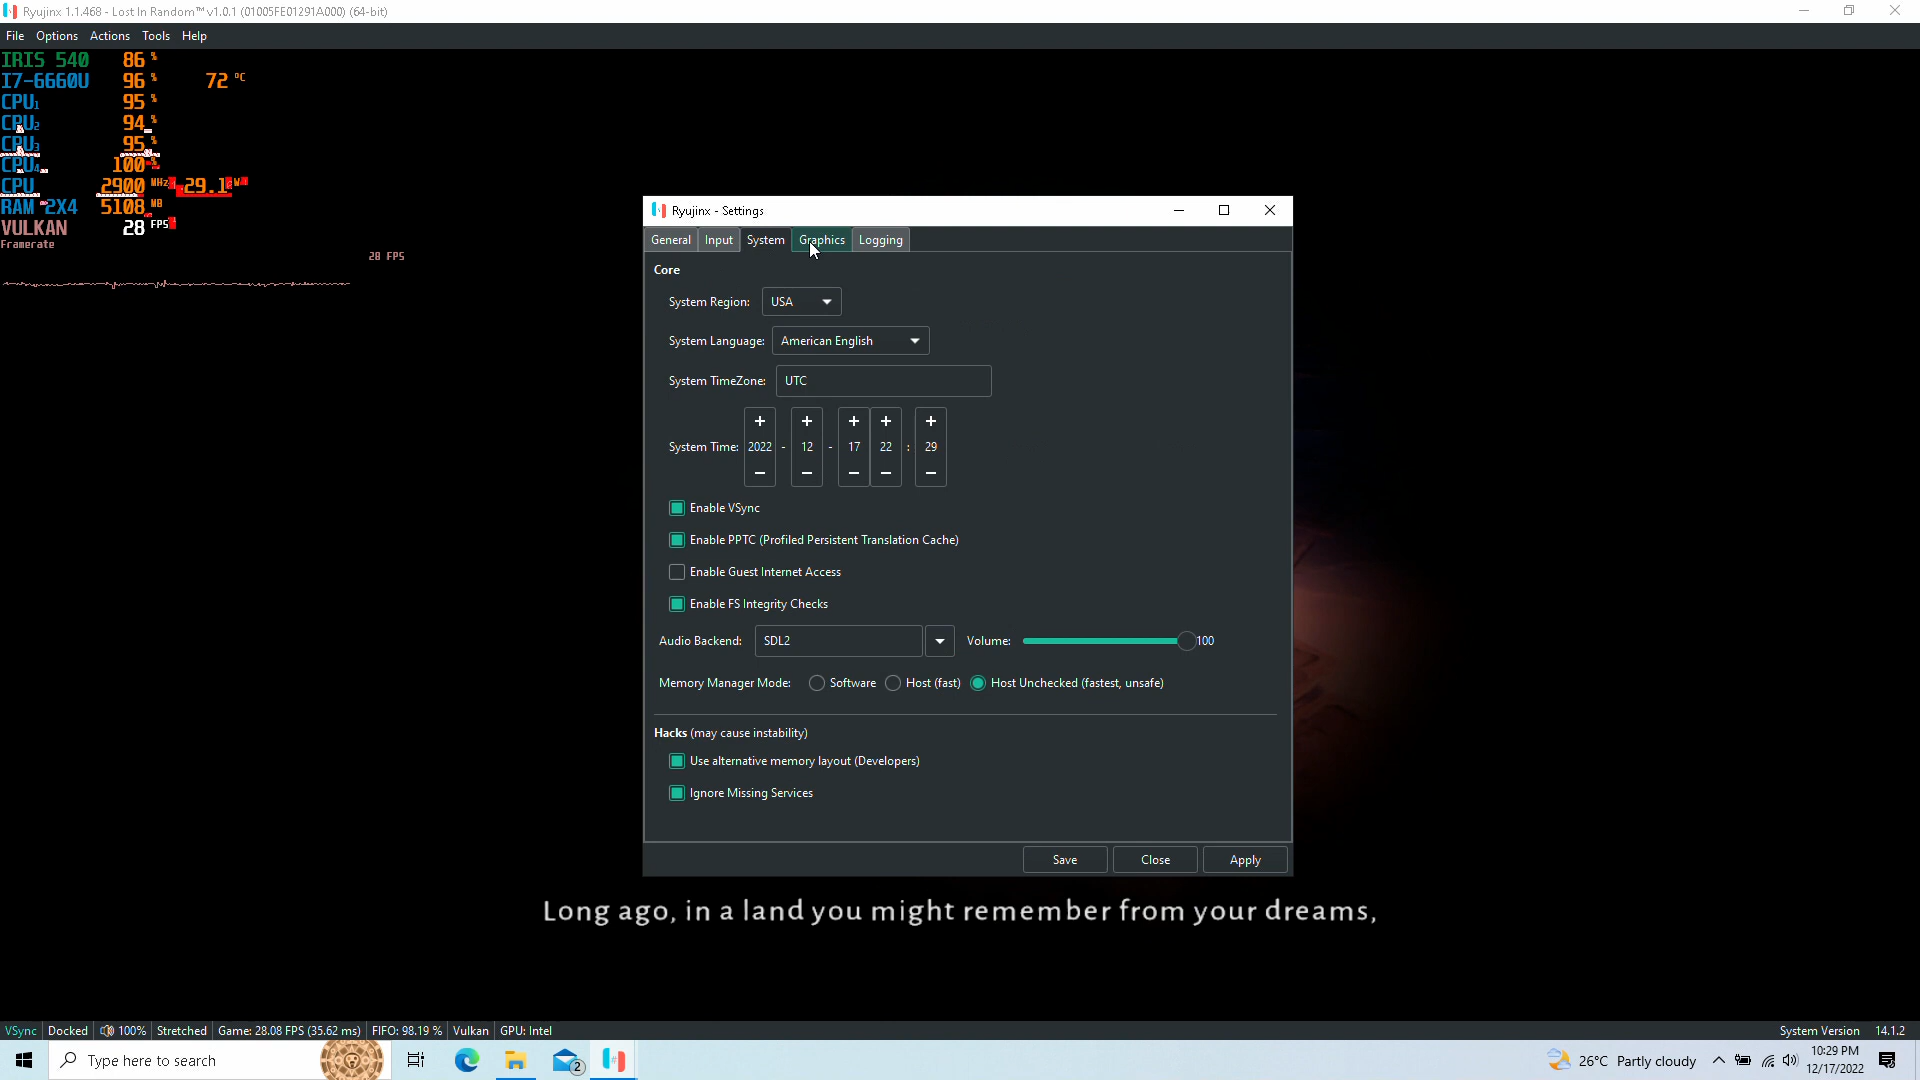 Ryujinx 1.1.468 - Lost In Random™ v1.0.1 (01005FE01291A000) (64-bit)
File Options Actions Tools Help
IRIS 540 86 %
I7-6660U 96 % 72 °C
CPU1 95 %
CPU2 94 %
CPU3 95 %
CPU4 100 %
CPU 2900 MHz 29.1 W
RAM 2X4 5108 MB
VULKAN 28 FPS
Framerate
28 FPS
Ryujinx - Settings
General Input System Graphics Logging
Core
System Region: USA
System Language: American English
System TimeZone: UTC
+ + + + +
System Time: 2022 - 12 - 17 22 : 29
− − − − −
Enable VSync
Enable PPTC (Profiled Persistent Translation Cache)
Enable Guest Internet Access
Enable FS Integrity Checks
Audio Backend: SDL2 Volume: 100
Memory Manager Mode: Software Host (fast) Host Unchecked (fastest, unsafe)
Hacks (may cause instability)
Use alternative memory layout (Developers)
Ignore Missing Services
Save Close Apply
Long ago, in a land you might remember from your dreams,
VSync Docked 100% Stretched Game: 28.08 FPS (35.62 ms) FIFO: 98.19 % Vulkan GPU: Intel System Version 14.1.2
Type here to search 2 26°C Partly cloudy 10:29 PM
12/17/2022